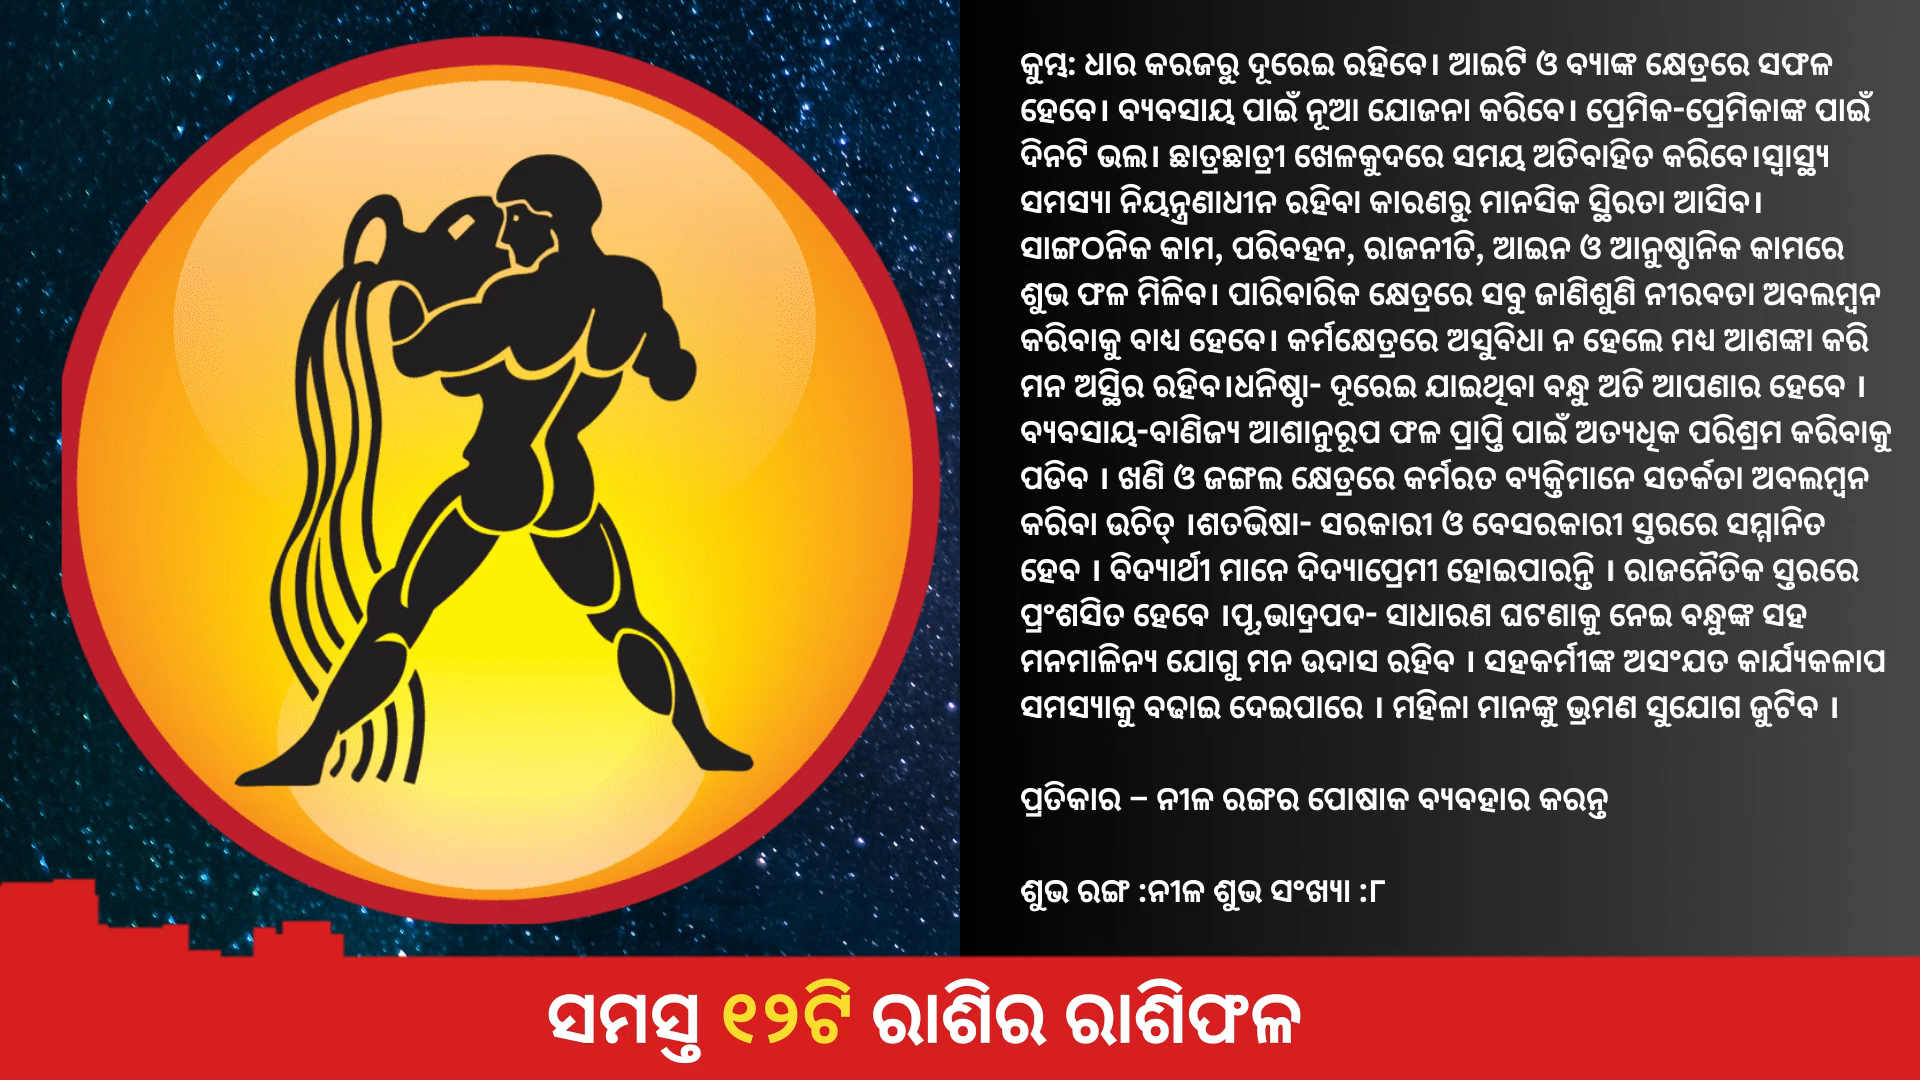 କୁମ୍ଭ: ଧାର କରଜରୁ ଦୂରେଇ ରହିବେ। ଆଇଟି ଓ ବ୍ୟାଙ୍କ କ୍ଷେତ୍ରରେ ସଫଳ
ହେବେ। ବ୍ୟବସାୟ ପାଇଁ ନୂଆ ଯୋଜନା କରିବେ। ପ୍ରେମିକ-ପ୍ରେମିକାଙ୍କ ପାଇଁ
ଦିନଟି ଭଲ। ଛାତ୍ରଛାତ୍ରୀ ଖେଳକୁଦରେ ସମୟ ଅତିବାହିତ କରିବେ।ସ୍ୱାସ୍ଥ୍ୟ
ସମସ୍ୟା ନିୟନ୍ତ୍ରଣାଧୀନ ରହିବା କାରଣରୁ ମାନସିକ ସ୍ଥିରତା ଆସିବ।
ସାଙ୍ଗଠନିକ କାମ, ପରିବହନ, ରାଜନୀତି, ଆଇନ ଓ ଆନୁଷ୍ଠାନିକ କାମରେ
ଶୁଭ ଫଳ ମିଳିବ। ପାରିବାରିକ କ୍ଷେତ୍ରରେ ସବୁ ଜାଣିଶୁଣି ନୀରବତା ଅବଲମ୍ବନ
କରିବାକୁ ବାଧ୍ୟ ହେବେ। କର୍ମକ୍ଷେତ୍ରରେ ଅସୁବିଧା ନ ହେଲେ ମଧ୍ୟ ଆଶଙ୍କା କରି
ମନ ଅସ୍ଥିର ରହିବ।ଧନିଷ୍ଠା- ଦୂରେଇ ଯାଇଥିବା ବନ୍ଧୁ ଅତି ଆପଣାର ହେବେ ।
ବ୍ୟବସାୟ-ବାଣିଜ୍ୟ ଆଶାନୁରୂପ ଫଳ ପ୍ରାପ୍ତି ପାଇଁ ଅତ୍ୟଧିକ ପରିଶ୍ରମ କରିବାକୁ
ପଡିବ । ଖଣି ଓ ଜଙ୍ଗଲ କ୍ଷେତ୍ରରେ କର୍ମରତ ବ୍ୟକ୍ତିମାନେ ସତର୍କତା ଅବଲମ୍ବନ
କରିବା ଉଚିତ୍ ।ଶତଭିଷା- ସରକାରୀ ଓ ବେସରକାରୀ ସ୍ତରରେ ସମ୍ମାନିତ
ହେବ । ବିଦ୍ୟାର୍ଥୀ ମାନେ ଦିଦ୍ୟାପ୍ରେମୀ ହୋଇପାରନ୍ତି । ରାଜନୈତିକ ସ୍ତରରେ
ପ୍ରଂଶସିତ ହେବେ ।ପୂ,ଭାଦ୍ରପଦ- ସାଧାରଣ ଘଟଣାକୁ ନେଇ ବନ୍ଧୁଙ୍କ ସହ
ମନମାଳିନ୍ୟ ଯୋଗୁ ମନ ଉଦାସ ରହିବ । ସହକର୍ମୀଙ୍କ ଅସଂଯତ କାର୍ଯ୍ୟକଳାପ
ସମସ୍ୟାକୁ ବଢାଇ ଦେଇପାରେ । ମହିଳା ମାନଙ୍କୁ ଭ୍ରମଣ ସୁଯୋଗ ଜୁଟିବ ।
ପ୍ରତିକାର – ନୀଳ ରଙ୍ଗର ପୋଷାକ ବ୍ୟବହାର କରନ୍ତୁ
ଶୁଭ ରଙ୍ଗ :ନୀଳ ଶୁଭ ସଂଖ୍ୟା :୮
ସମସ୍ତ ୧୨ଟି ରାଶିର ରାଶିଫଳ